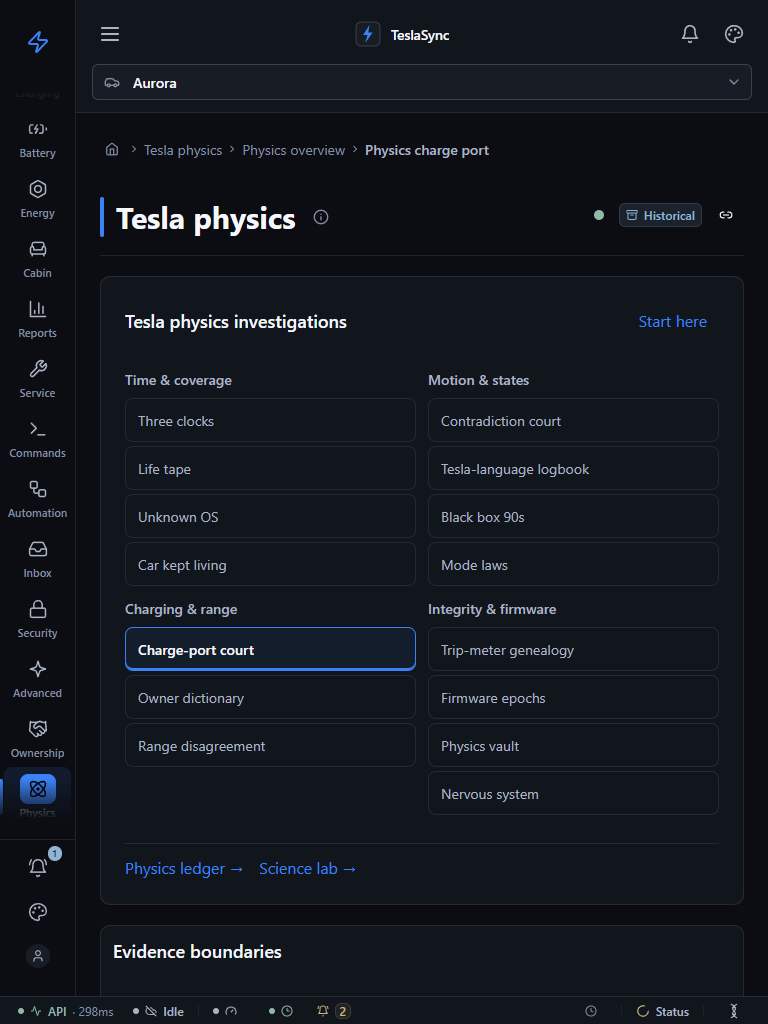 TeslaSync
Aurora
Charging
Battery
Energy
Cabin
Reports
Service
Commands
Automation
Inbox
Security
Advanced
Ownership
Physics
1
Tesla physics > Physics overview > Physics charge port
Tesla physics
Historical
Tesla physics investigations
Start here
Time & coverage
Three clocks
Life tape
Unknown OS
Car kept living
Motion & states
Contradiction court
Tesla-language logbook
Black box 90s
Mode laws
Charging & range
Charge-port court
Owner dictionary
Range disagreement
Integrity & firmware
Trip-meter genealogy
Firmware epochs
Physics vault
Nervous system
Physics ledger → Science lab →
Evidence boundaries
API · 298ms Idle 2 Status